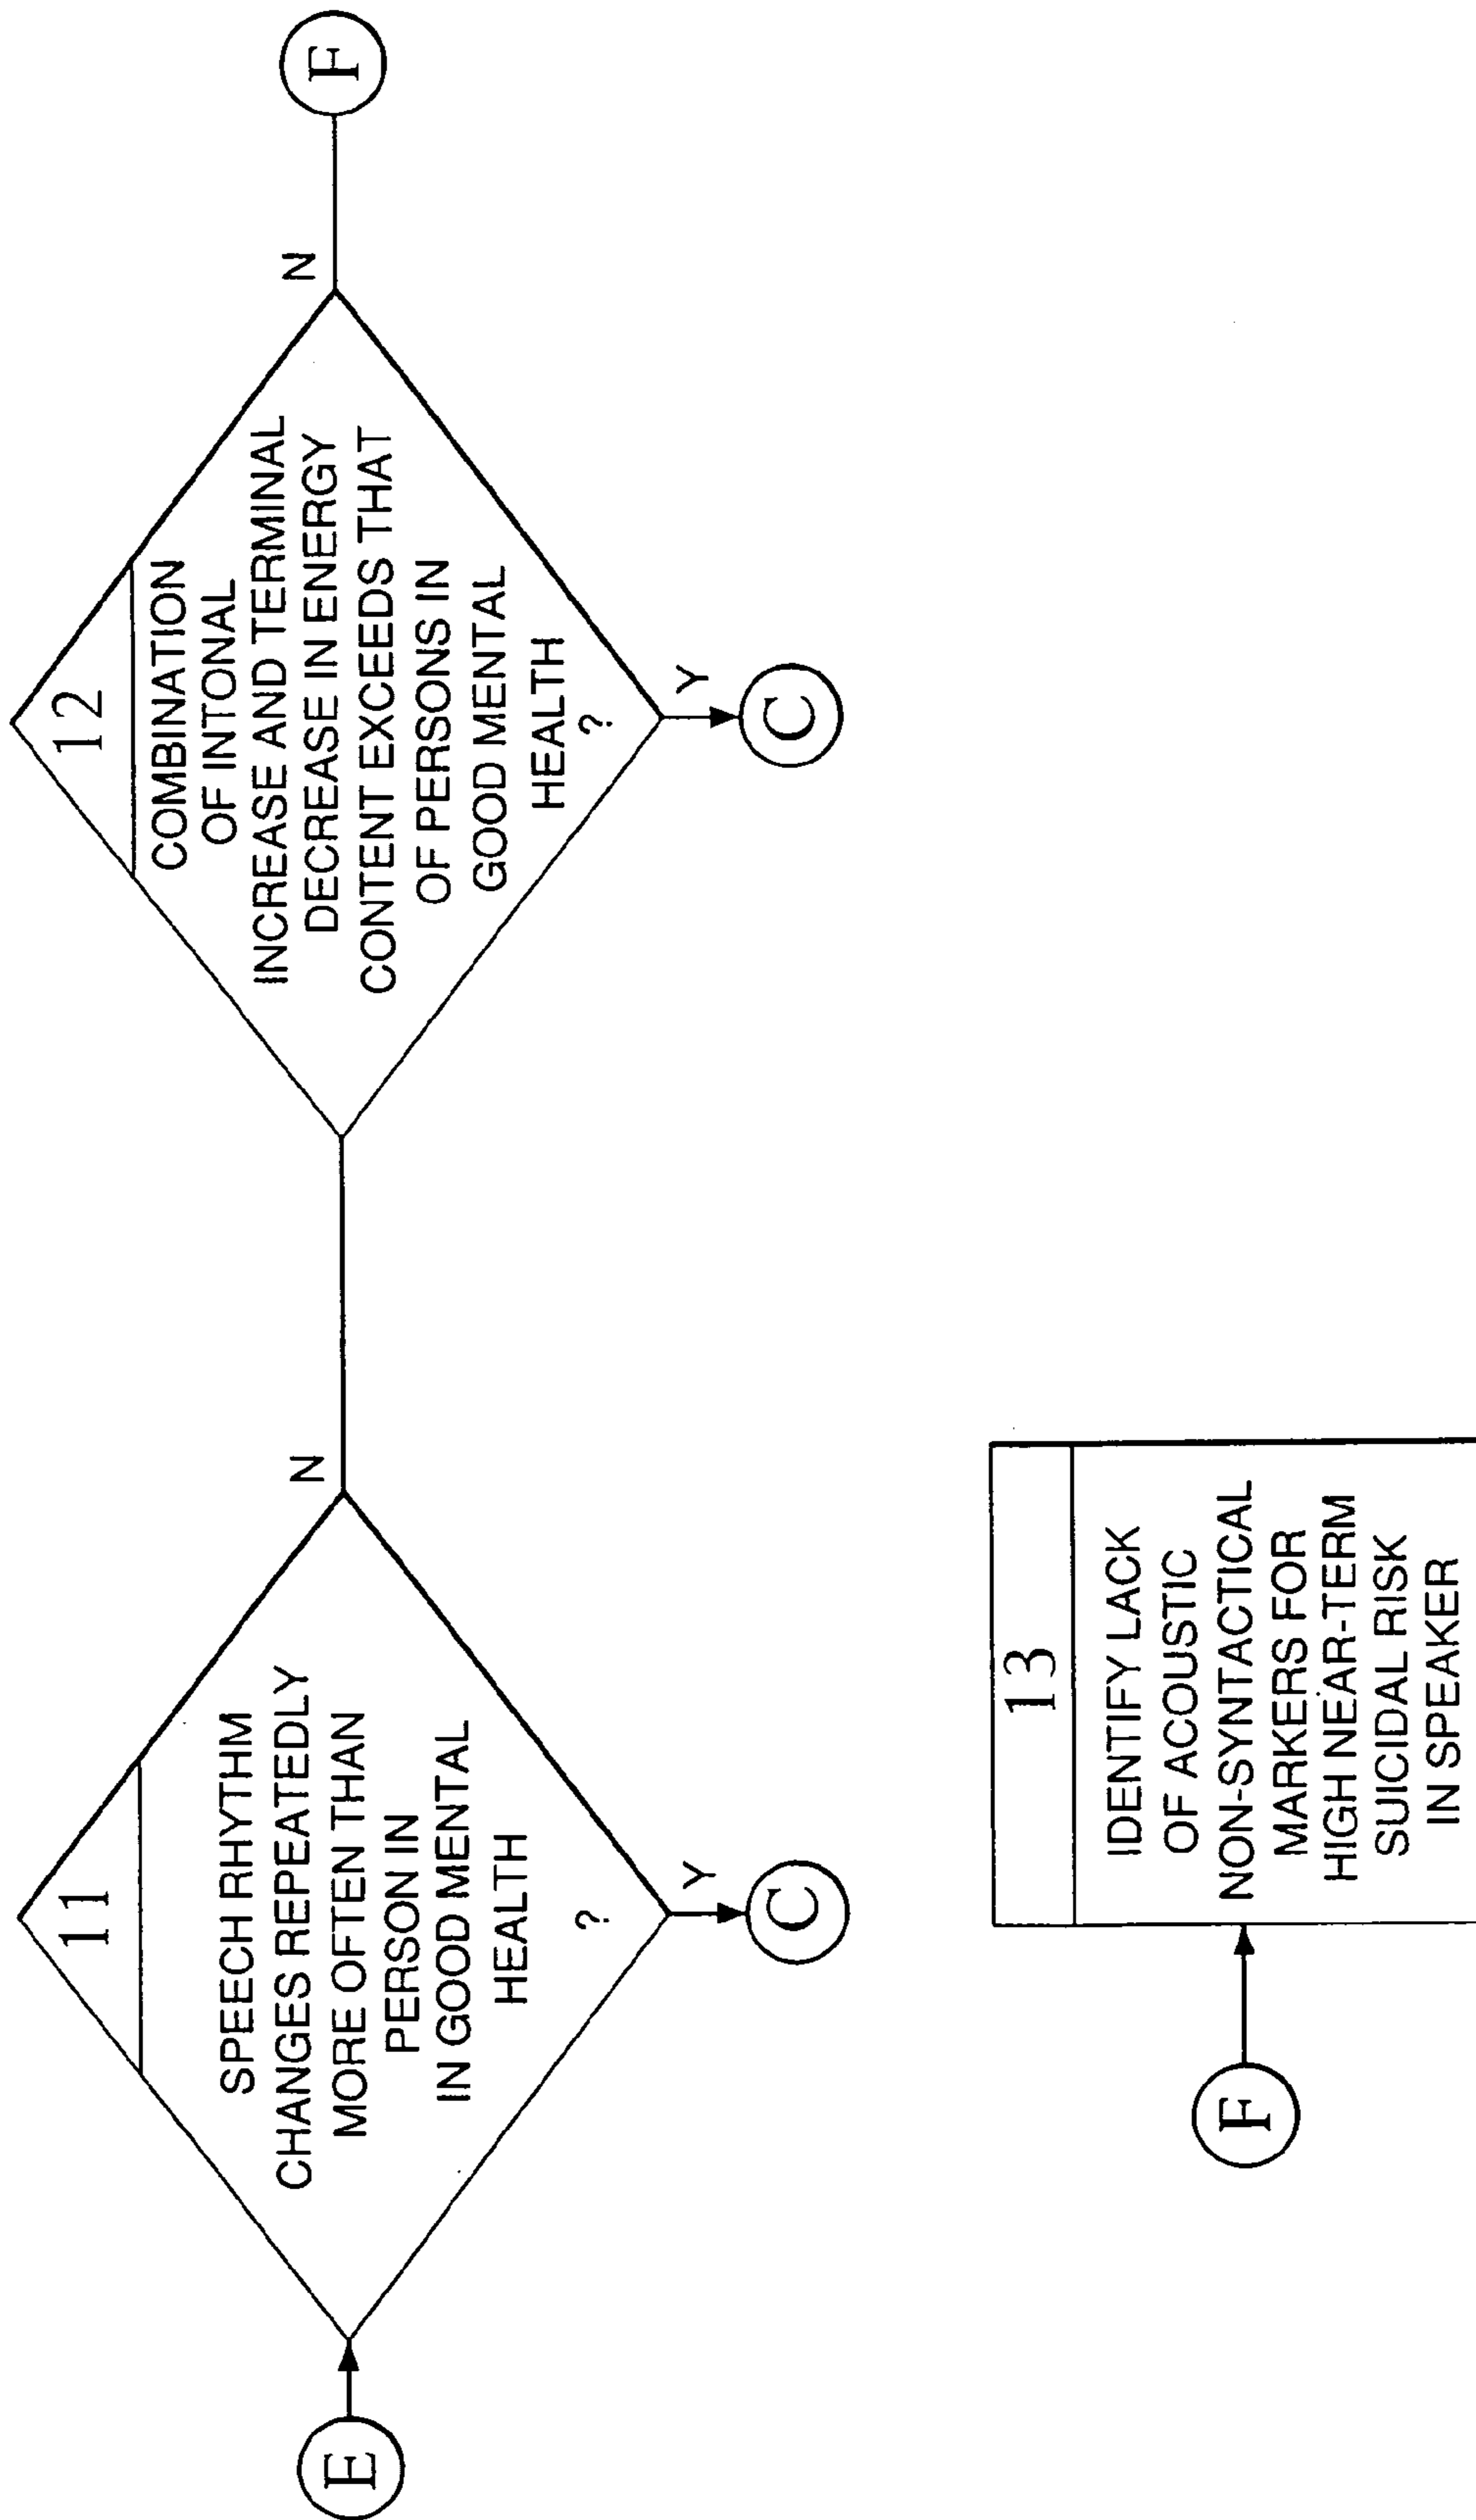 E
11
SPEECH RHYTHM
CHANGES REPEATEDLY
MORE OFTEN THAN
PERSON IN
IN GOOD MENTAL
HEALTH
?
N
Y
C
12
COMBINATION
OF INITIONAL
INCREASE AND TERMINAL
DECREASE IN ENERGY
CONTENT EXCEEDS THAT
OF PERSONS IN
GOOD MENTAL
HEALTH
?
N
F
Y
C
F
13
IDENTIFY LACK
OF ACOUSTIC
NON-SYNTACTICAL
MARKERS FOR
HIGH NEAR-TERM
SUICIDAL RISK
IN SPEAKER